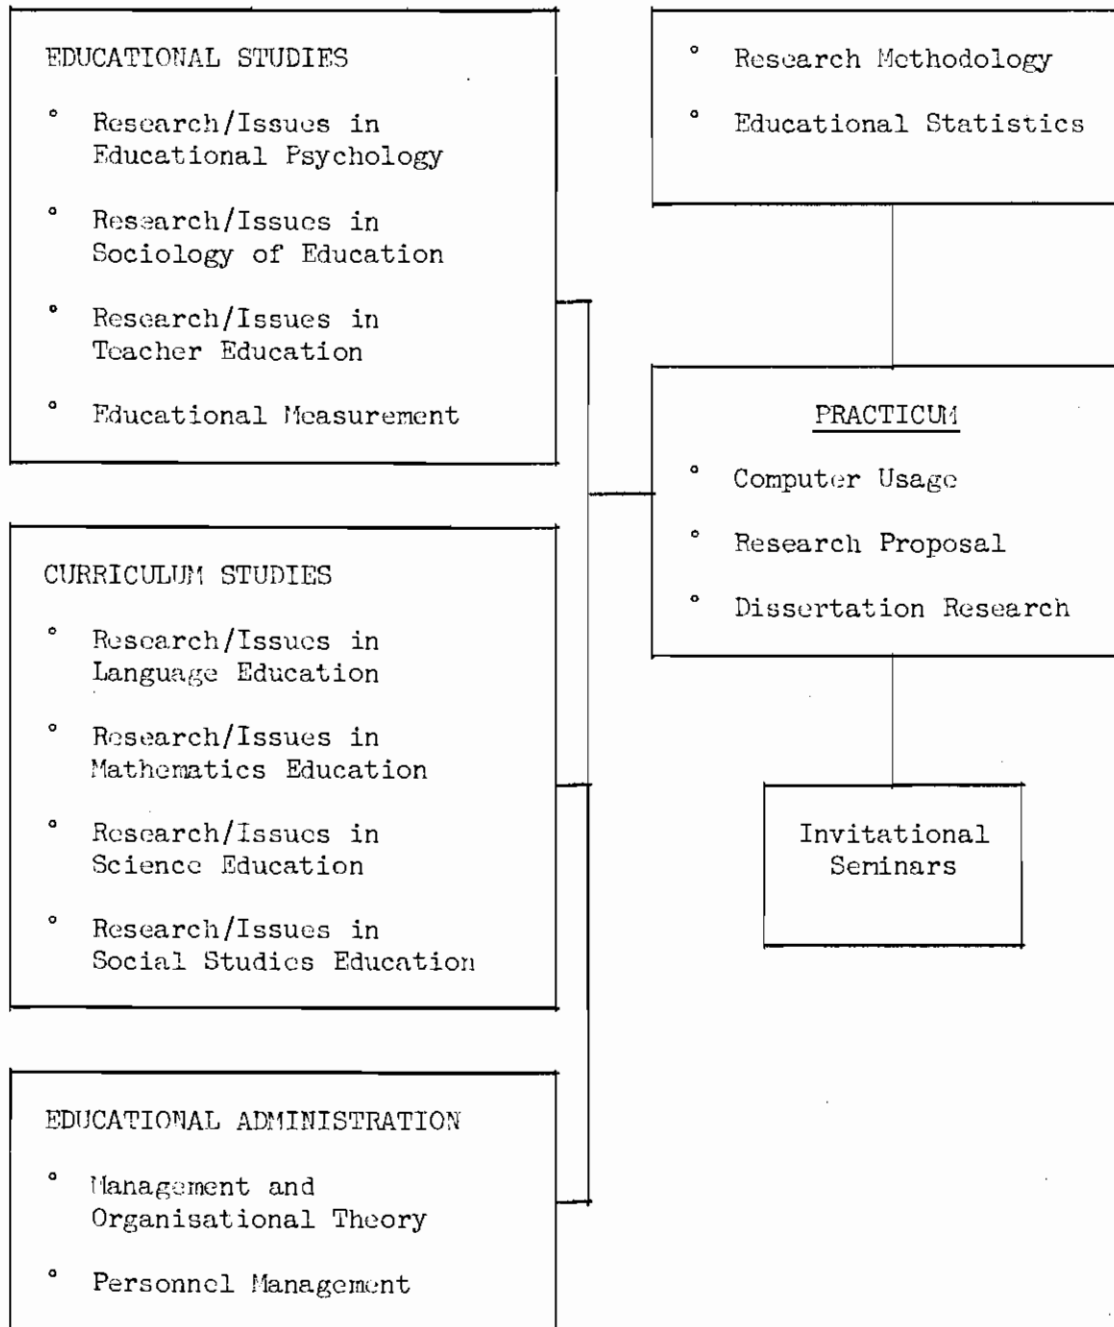 EDUCATIONAL STUDIES
° Research/Issues in
Educational Psychology
° Research/Issues in
Sociology of Education
° Research/Issues in
Teacher Education
° Educational Measurement
CURRICULUM STUDIES
° Research/Issues in
Language Education
° Research/Issues in
Mathematics Education
° Research/Issues in
Science Education
° Research/Issues in
Social Studies Education
EDUCATIONAL ADMINISTRATION
° Management and
Organisational Theory
° Personnel Management
° Research Methodology
° Educational Statistics
PRACTICUM
° Computer Usage
° Research Proposal
° Dissertation Research
Invitational
Seminars